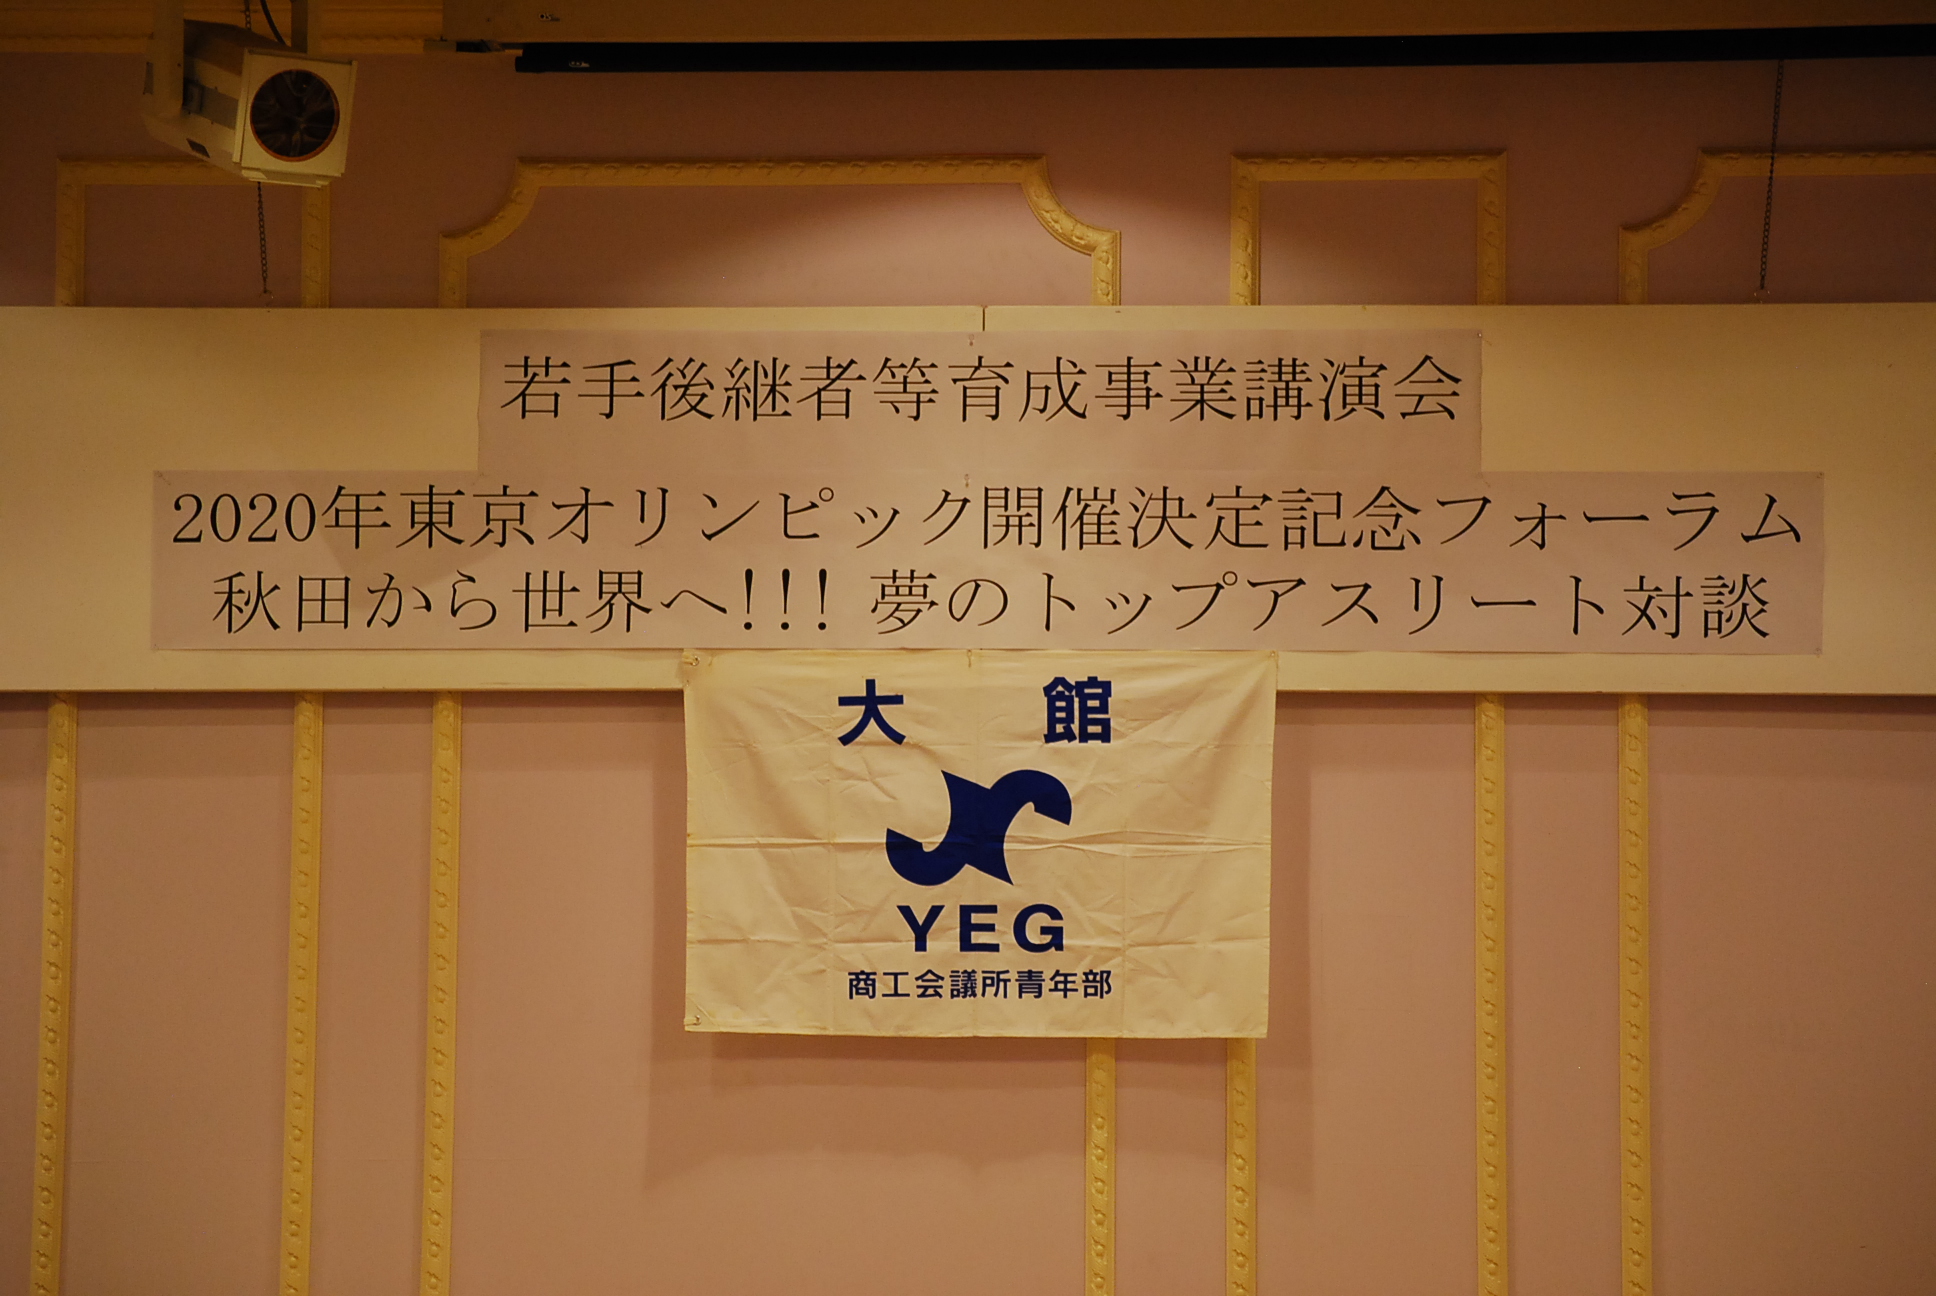 若手後継者等育成事業講演会
2020年東京オリンピック開催決定記念フォーラム
秋田から世界へ!!! 夢のトップアスリート対談
大 館
YEG
商工会議所青年部